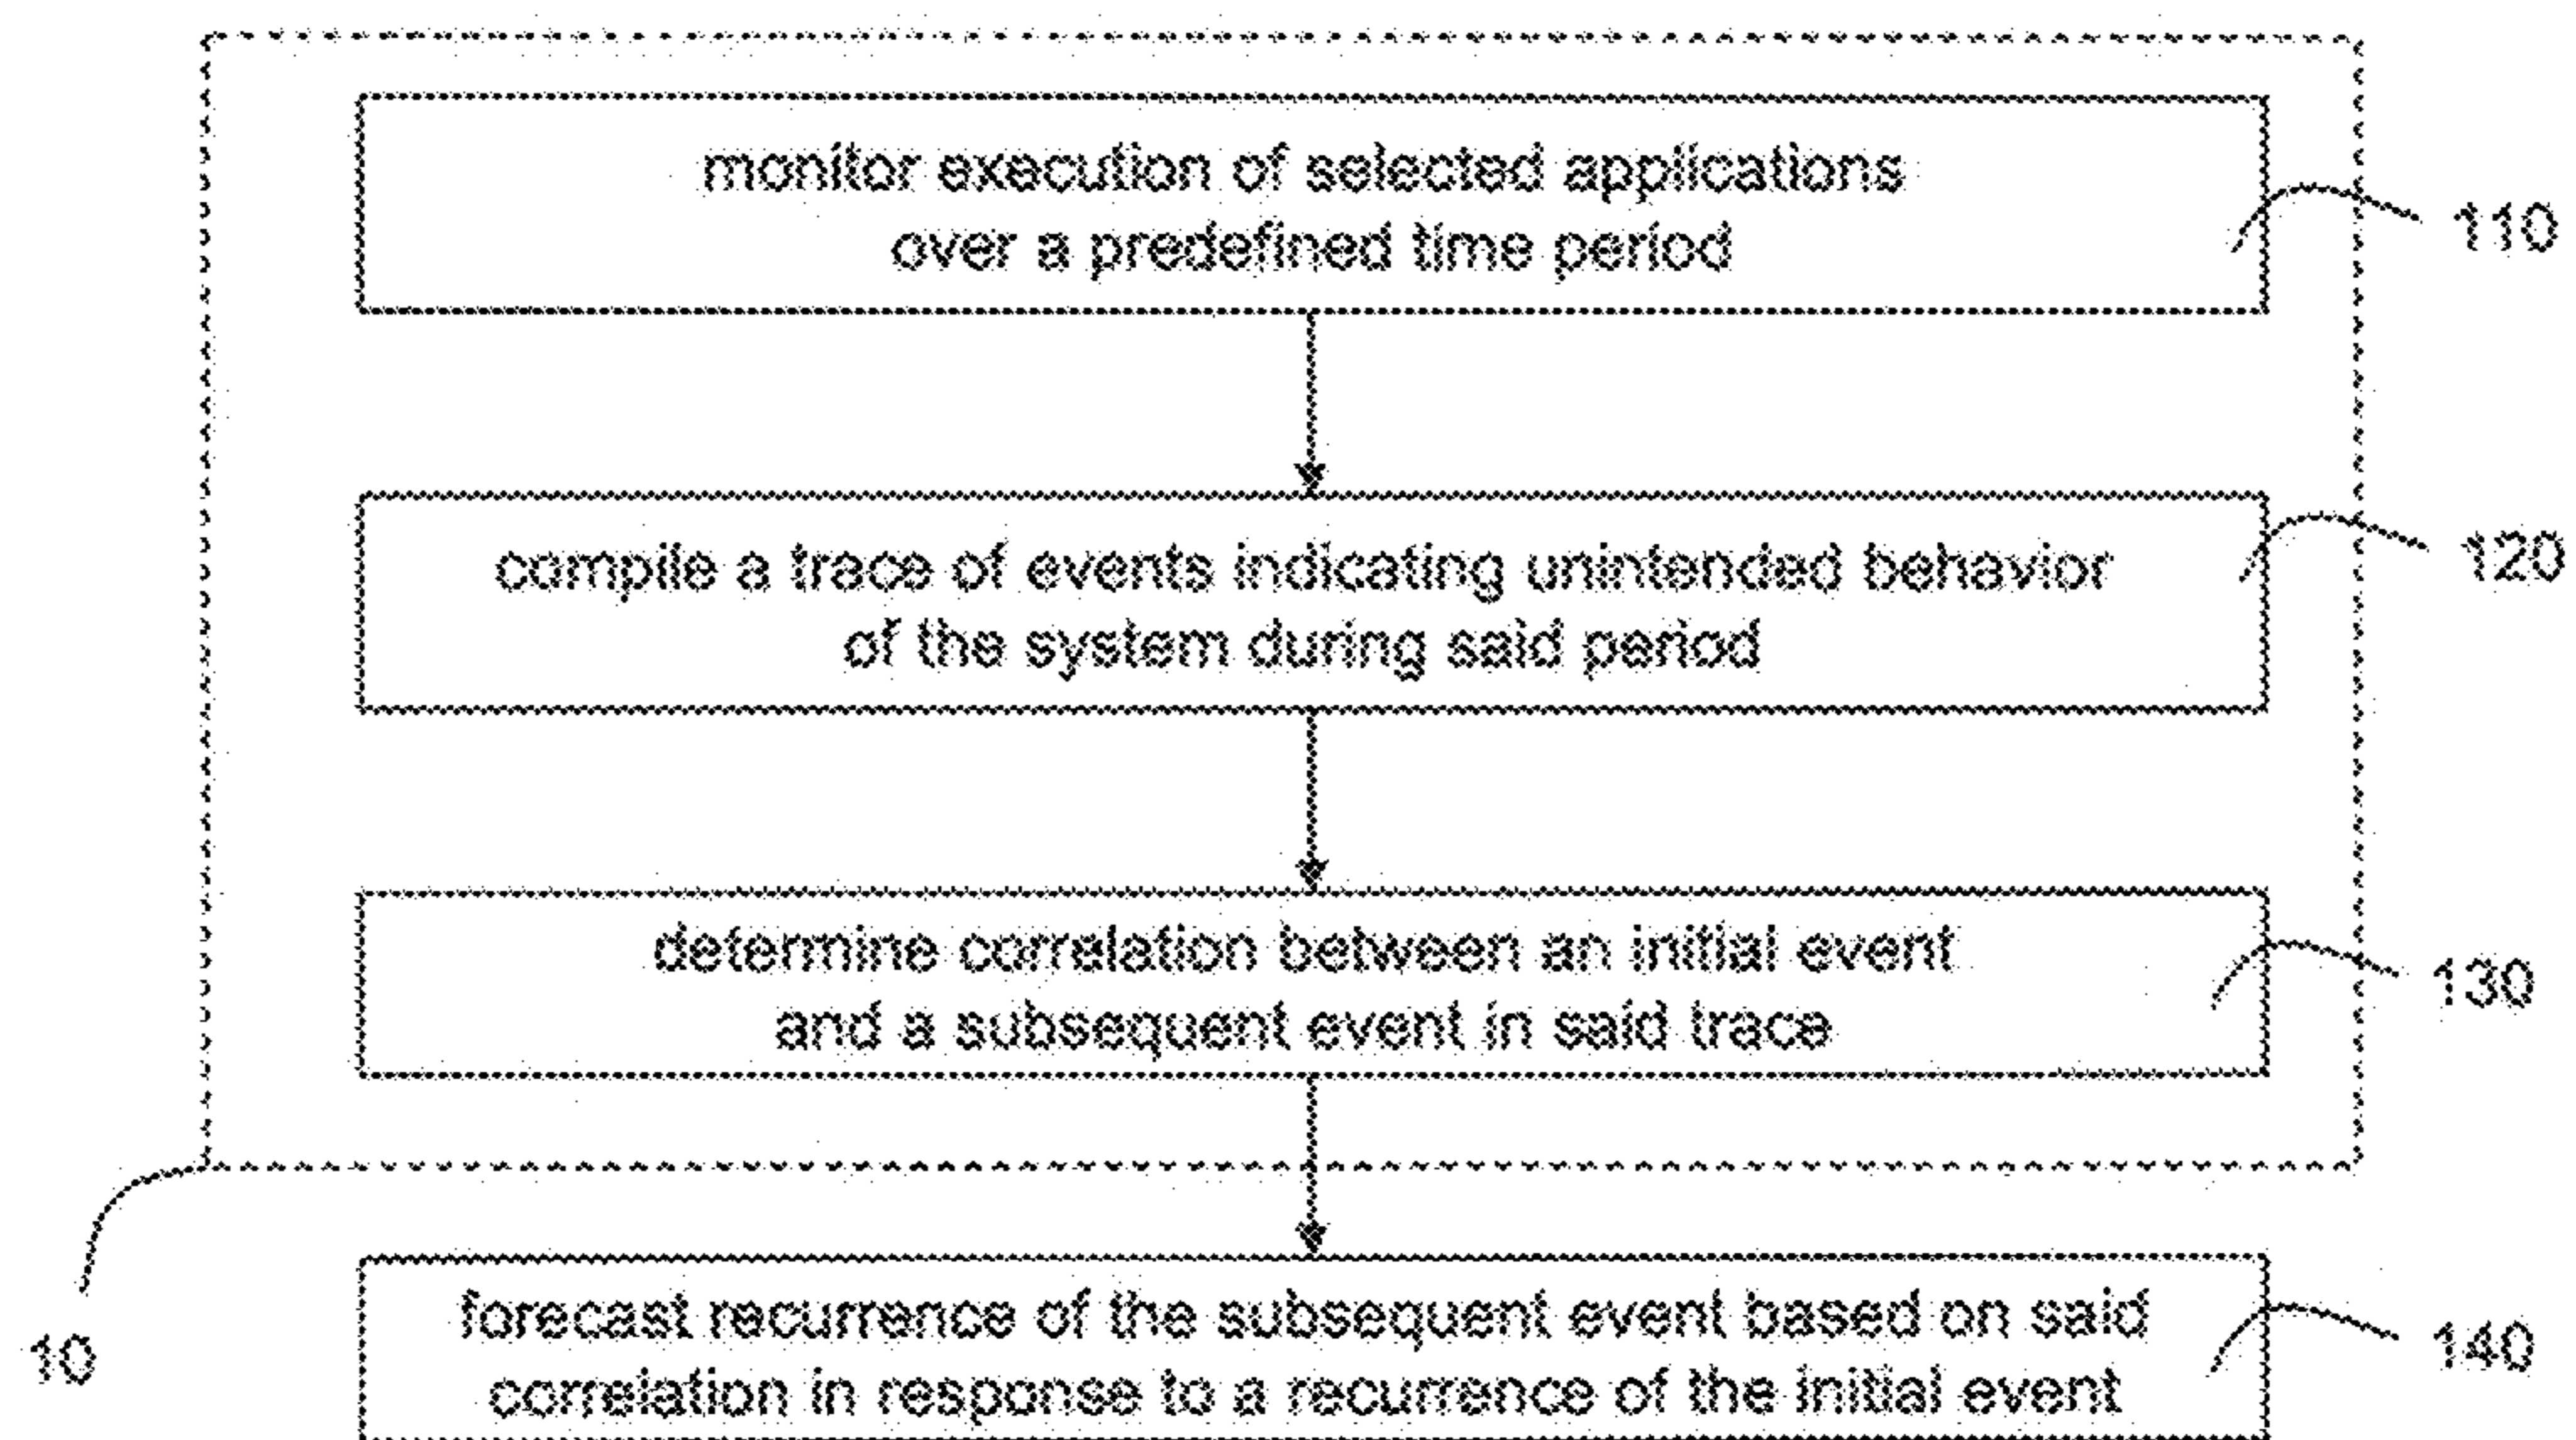 monitor execution of selected applications
over a predefined time period
110
compile a trace of events indicating unintended behavior
of the system during said period
120
determine correlation between an initial event
and a subsequent event in said trace
130
forecast recurrence of the subsequent event based on said
correlation in response to a recurrence of the initial event
140
10